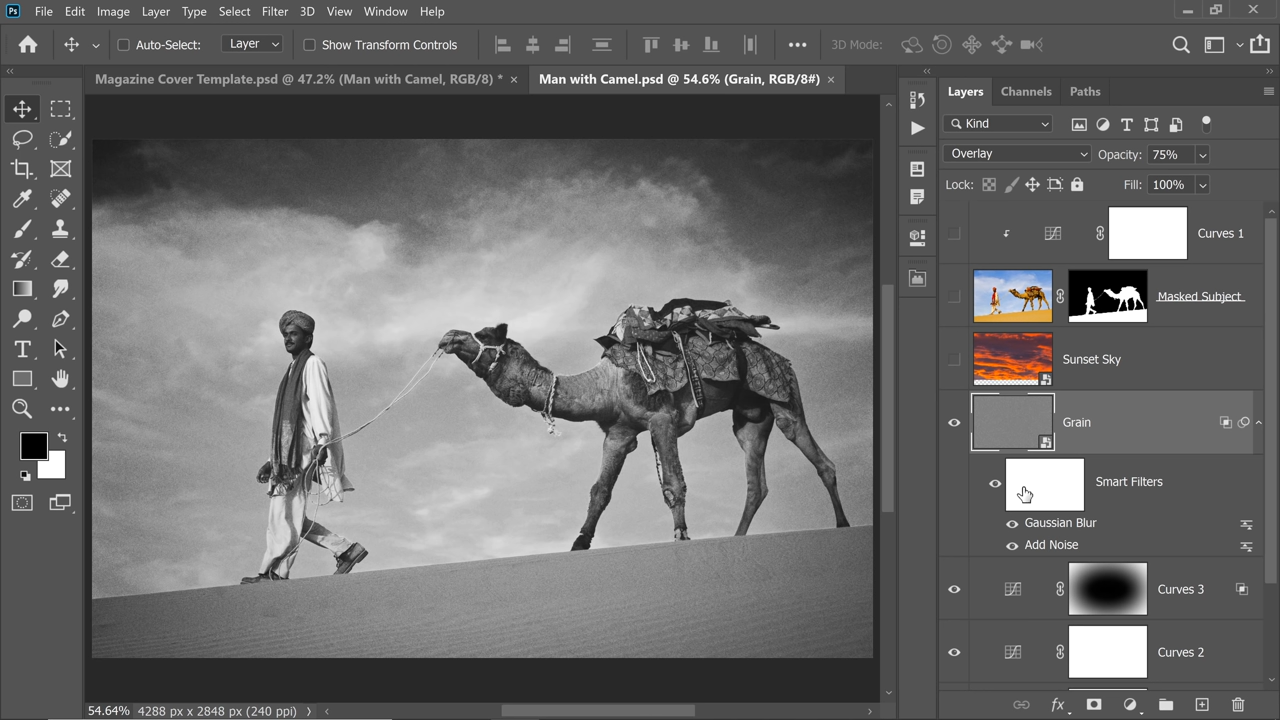 Ps File Edit Image Layer Type Select Filter 3D View Window Help
Auto-Select: Layer Show Transform Controls 3D Mode:
Magazine Cover Template.psd @ 47.2% (Man with Camel, RGB/8) * × Man with Camel.psd @ 54.6% (Grain, RGB/8#) ×
Layers Channels Paths
Kind
Overlay Opacity: 75%
Lock: Fill: 100%
Curves 1
Masked Subject
Sunset Sky
Grain
Smart Filters
Gaussian Blur
Add Noise
Curves 3
Curves 2
54.64% 4288 px x 2848 px (240 ppi)
fx